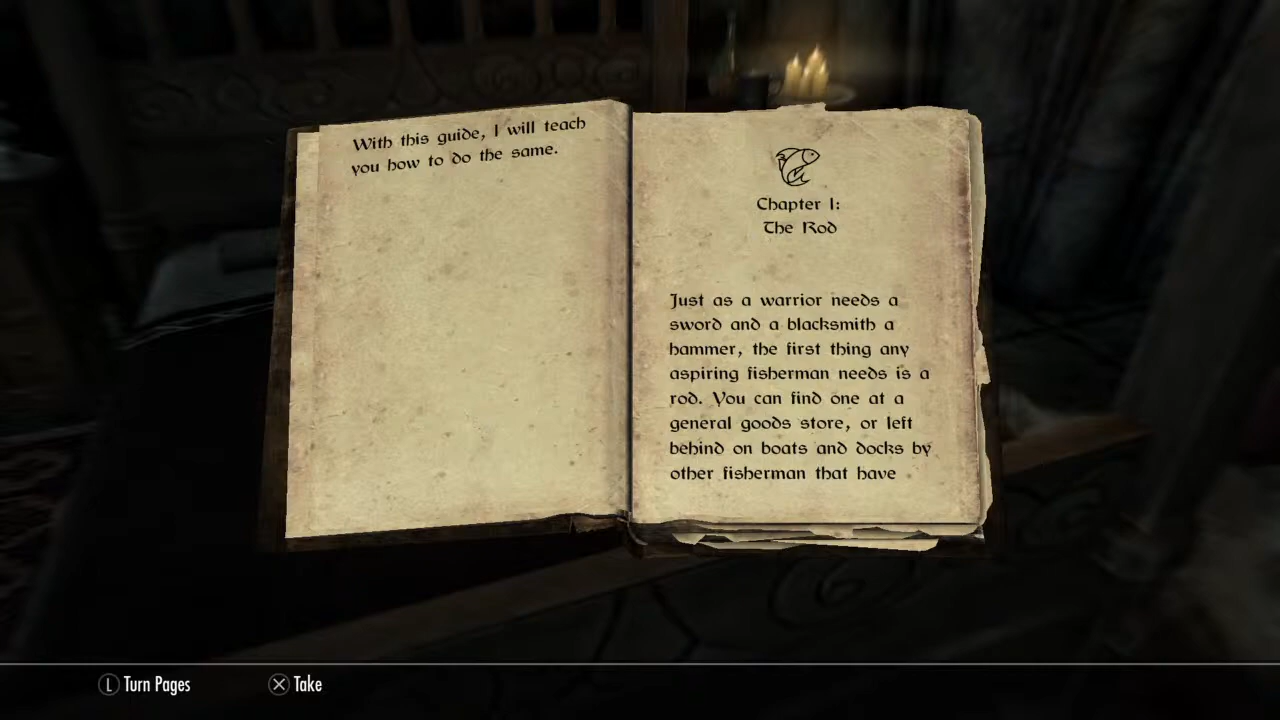 With this guide, I will teach
you how to do the same.
Chapter 1:
The Rod
Just as a warrior needs a
sword and a blacksmith a
hammer, the first thing any
aspiring fisherman needs is a
rod. You can find one at a
general goods store, or left
behind on boats and docks by
other fisherman that have
L Turn Pages
X Take